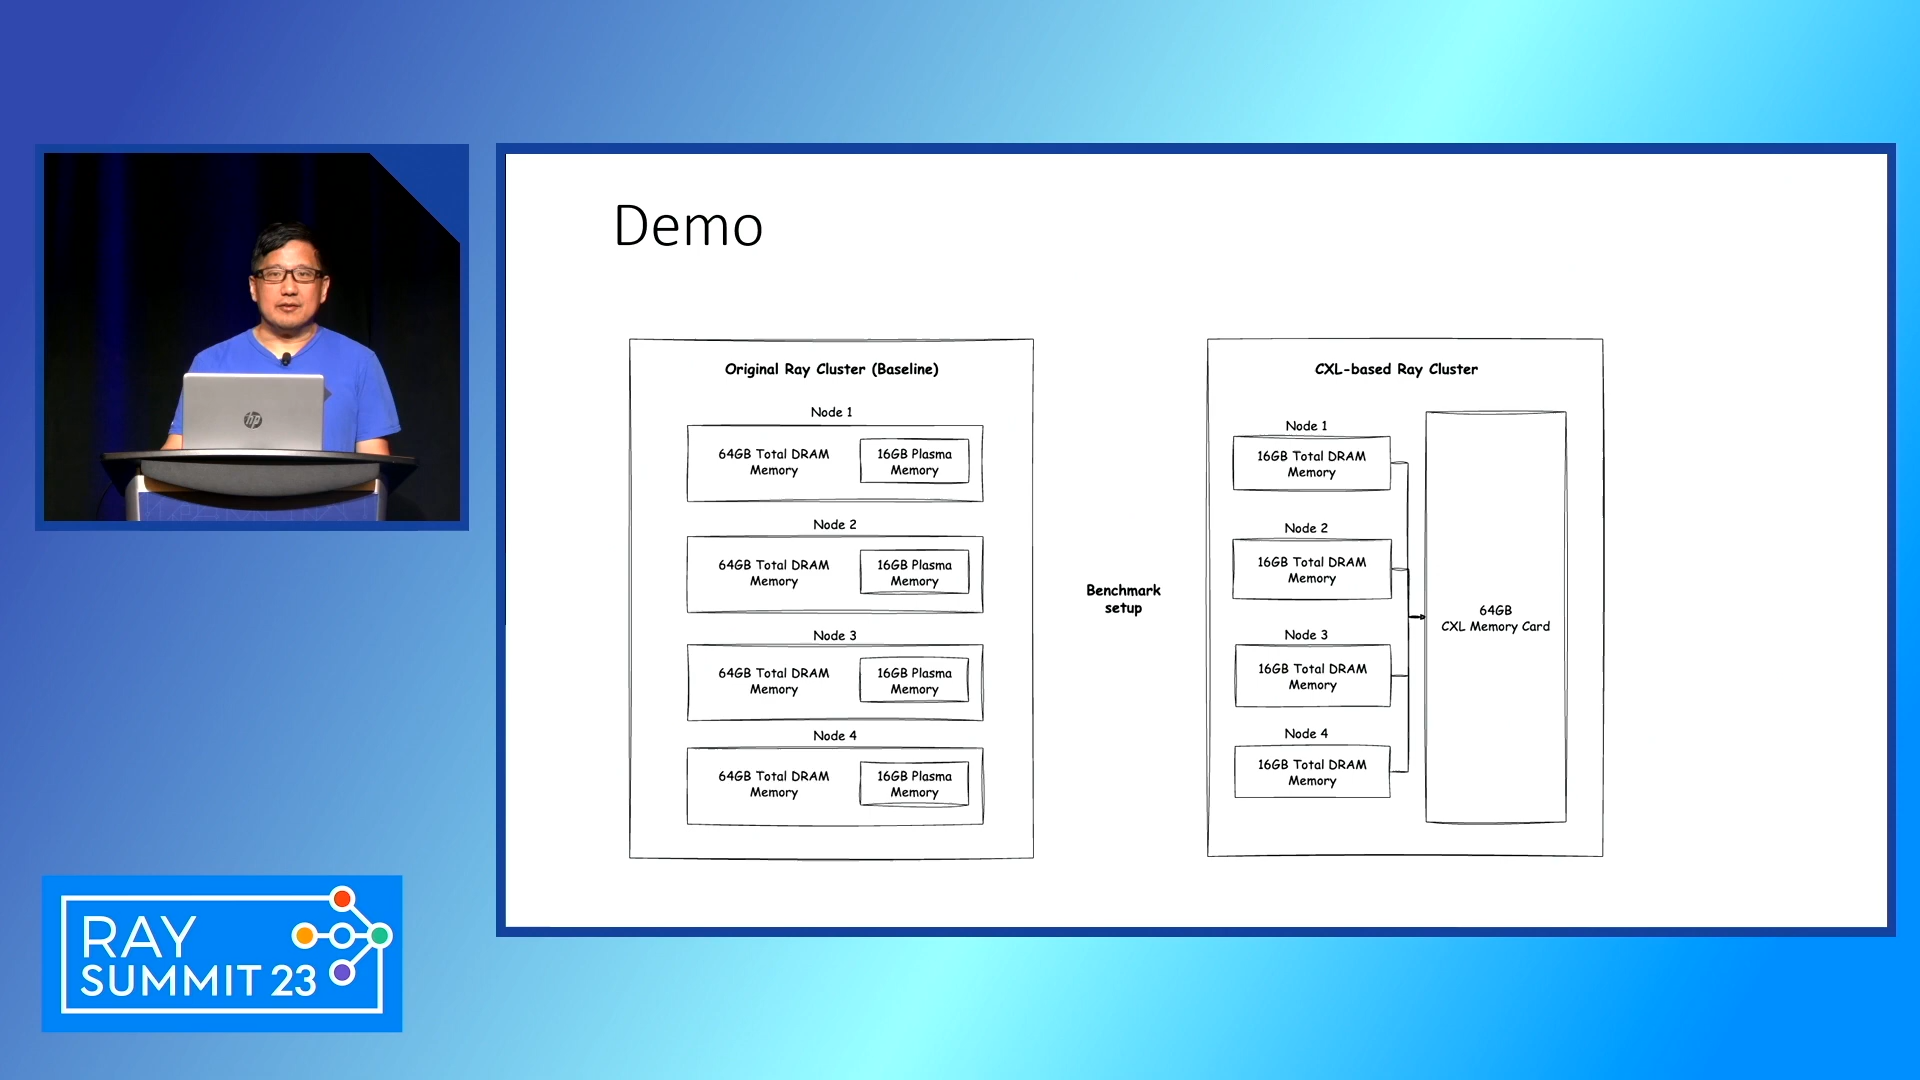 Demo
Original Ray Cluster (Baseline)
Node 1
64GB Total DRAM
Memory
16GB Plasma
Memory
Node 2
64GB Total DRAM
Memory
16GB Plasma
Memory
Node 3
64GB Total DRAM
Memory
16GB Plasma
Memory
Node 4
64GB Total DRAM
Memory
16GB Plasma
Memory
Benchmark
setup
CXL-based Ray Cluster
Node 1
16GB Total DRAM
Memory
Node 2
16GB Total DRAM
Memory
Node 3
16GB Total DRAM
Memory
Node 4
16GB Total DRAM
Memory
64GB
CXL Memory Card
hp
RAY
SUMMIT 23